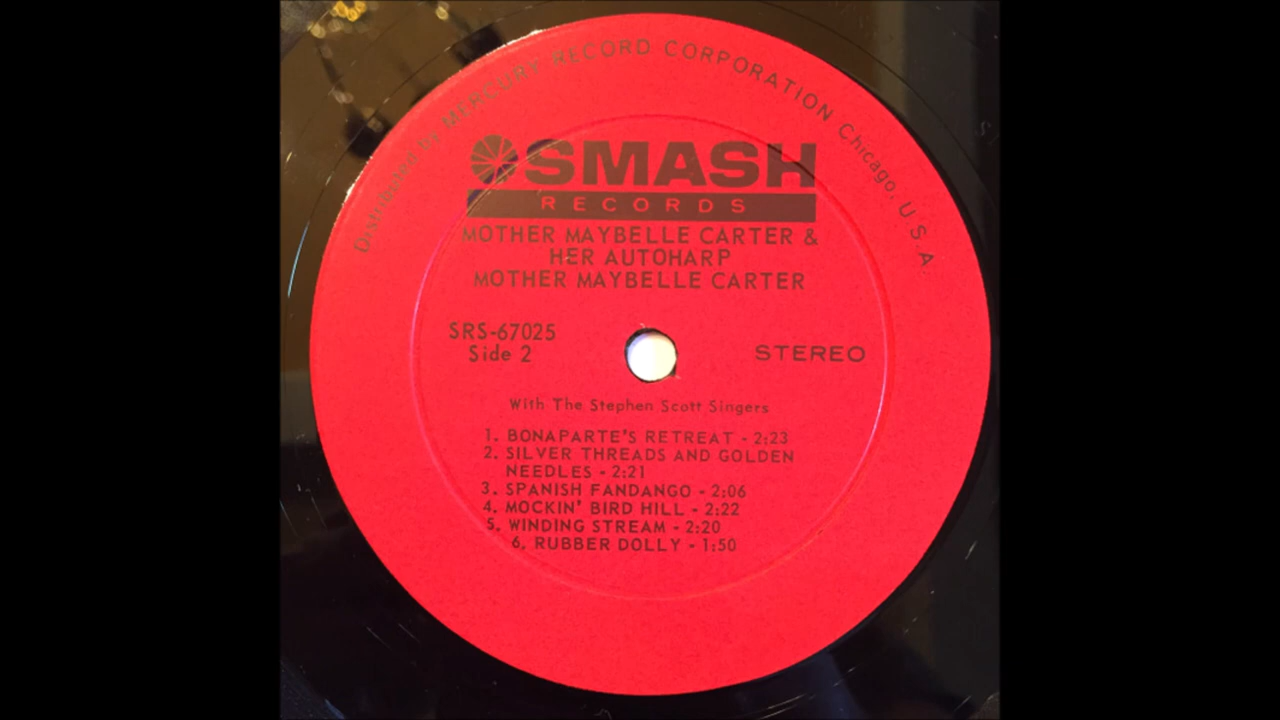 Distributed by MERCURY RECORD CORPORATION Chicago, U.S.A.
SMASH
RECORDS
MOTHER MAYBELLE CARTER &
HER AUTOHARP
MOTHER MAYBELLE CARTER
SRS-67025
Side 2
STEREO
With The Stephen Scott Singers
1. BONAPARTE'S RETREAT - 2:23
2. SILVER THREADS AND GOLDEN
NEEDLES - 2:21
3. SPANISH FANDANGO - 2:06
4. MOCKIN' BIRD HILL - 2:22
5. WINDING STREAM - 2:20
6. RUBBER DOLLY - 1:50